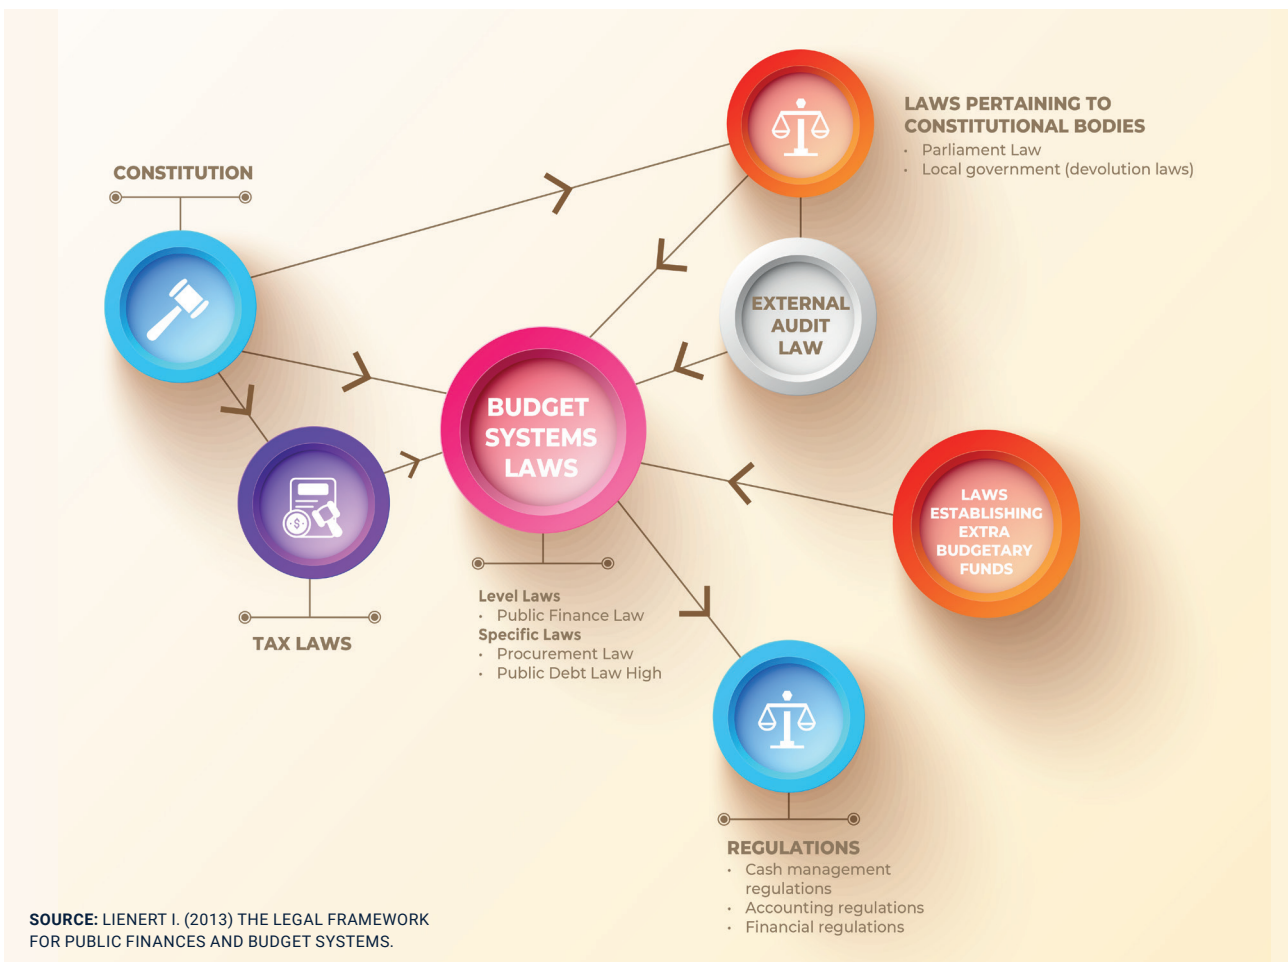 CONSTITUTION
LAWS PERTAINING TO
CONSTITUTIONAL BODIES
• Parliament Law
• Local government (devolution laws)
EXTERNAL
AUDIT
LAW
BUDGET
SYSTEMS
LAWS
LAWS
ESTABLISHING
EXTRA
BUDGETARY
FUNDS
$
TAX LAWS
Level Laws
• Public Finance Law
Specific Laws
• Procurement Law
• Public Debt Law High
REGULATIONS
• Cash management
regulations
• Accounting regulations
• Financial regulations
SOURCE: LIENERT I. (2013) THE LEGAL FRAMEWORK
FOR PUBLIC FINANCES AND BUDGET SYSTEMS.